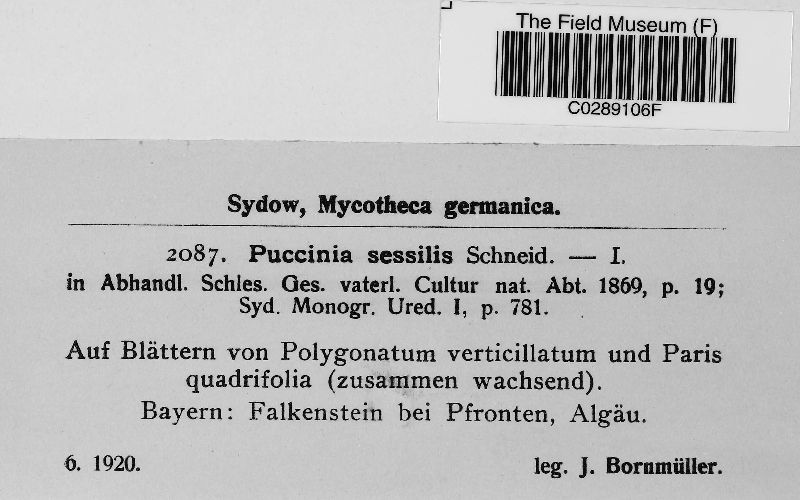 The Field Museum (F)
C0289106F
Sydow, Mycotheca germanica.
2087. Puccinia sessilis Schneid. — I.
in Abhandl. Schles. Ges. vaterl. Cultur nat. Abt. 1869, p. 19;
Syd. Monogr. Ured. I, p. 781.
Auf Blättern von Polygonatum verticillatum und Paris
quadrifolia (zusammen wachsend).
Bayern: Falkenstein bei Pfronten, Algäu.
6. 1920. leg. J. Bornmüller.